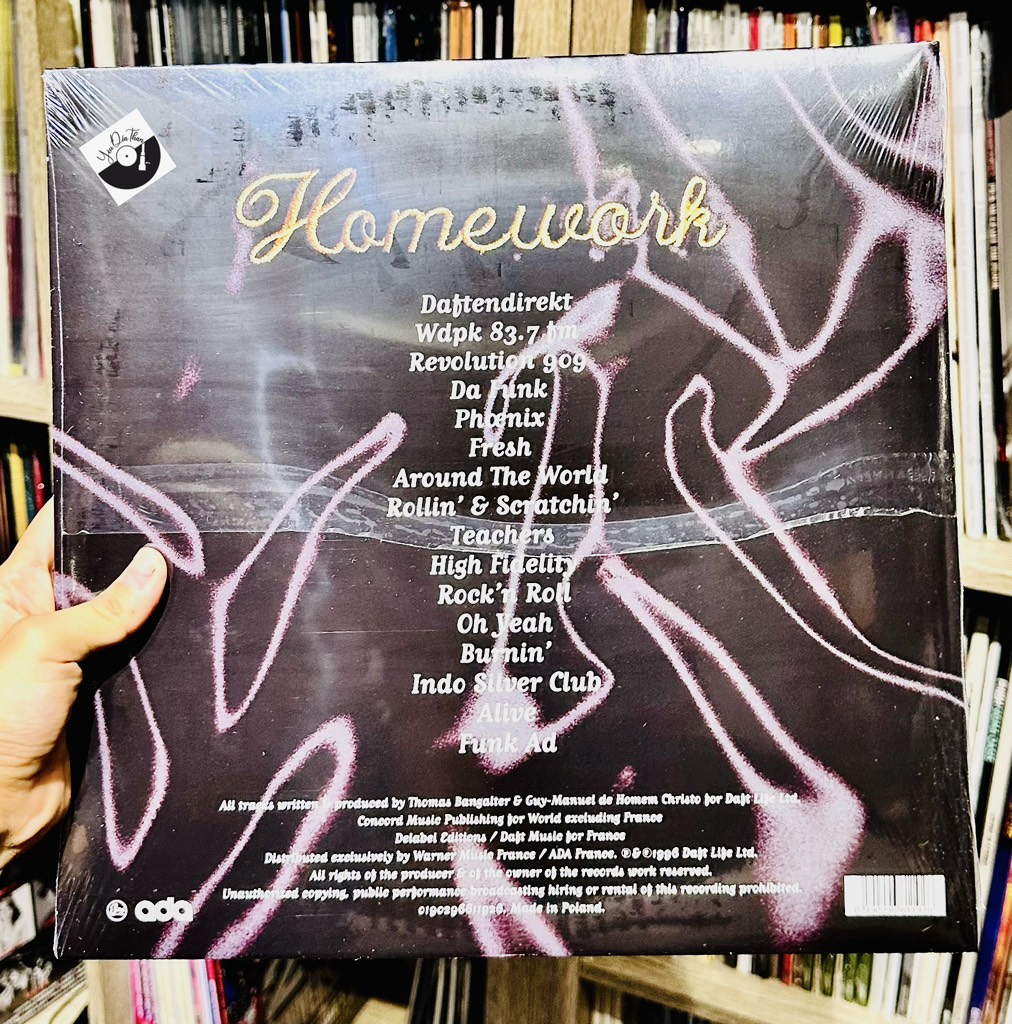 Homework
Daftendirekt
Wdpk 83.7 fm
Revolution 909
Da Funk
Phœnix
Fresh
Around The World
Rollin' & Scratchin'
Teachers
High Fidelity
Rock'n Roll
Oh Yeah
Burnin'
Indo Silver Club
Alive
Funk Ad
All tracks written & produced by Thomas Bangalter & Guy-Manuel de Homem Christo for Daft Life Ltd.
Concord Music Publishing for World excluding France
Delabel Editions / Daft Music for France
Distributed exclusively by Warner Music France / ADA France. ℗&©1996 Daft Life Ltd.
All rights of the producer & of the owner of the records work reserved.
Unauthorized copying, public performance broadcasting hiring or rental of this recording prohibited.
0190296611926. Made in Poland.
ada